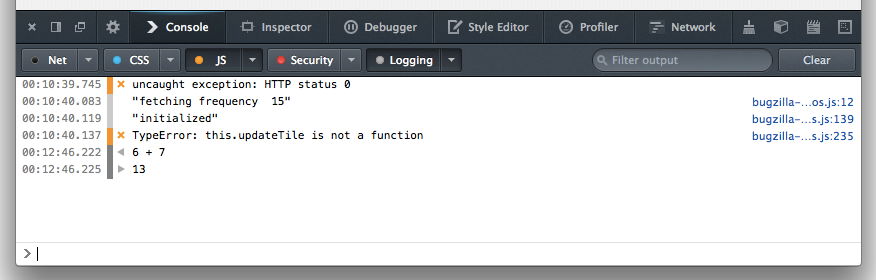 Console Inspector Debugger Style Editor Profiler Network
Net CSS JS Security Logging Filter output Clear
00:10:39.745 uncaught exception: HTTP status 0
00:10:40.083 "fetching frequency  15" bugzilla-...os.js:12
00:10:40.119 "initialized" bugzilla-...s.js:139
00:10:40.137 TypeError: this.updateTile is not a function bugzilla-...s.js:235
00:12:46.222 6 + 7
00:12:46.225 13